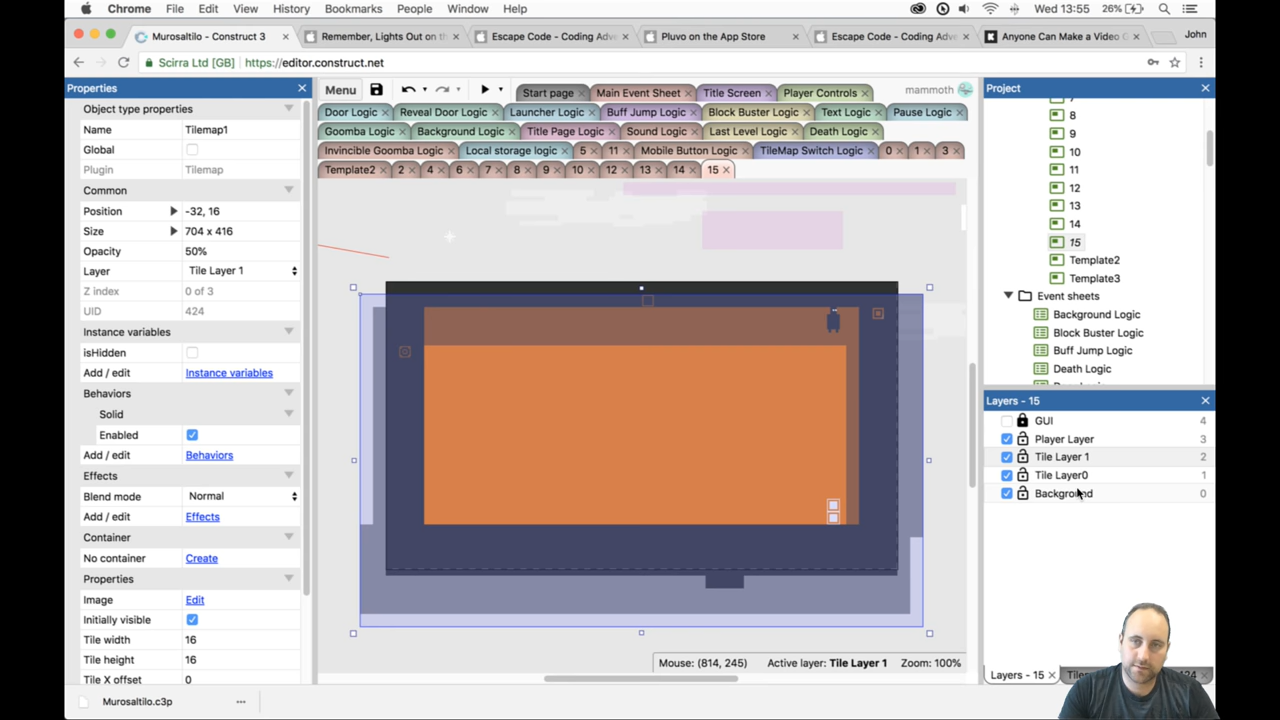 Chrome File Edit View History Bookmarks People Window Help Wed 13:55 26%
Murosaltilo - Construct 3 Remember, Lights Out on th Escape Code - Coding Adve Pluvo on the App Store Escape Code - Coding Adve Anyone Can Make a Video G John
Scirra Ltd [GB] https://editor.construct.net
Properties
Object type properties
Name Tilemap1
Global
Plugin Tilemap
Common
Position -32, 16
Size 704 x 416
Opacity 50%
Layer Tile Layer 1
Z index 0 of 3
UID 424
Instance variables
isHidden
Add / edit Instance variables
Behaviors
Solid
Enabled
Add / edit Behaviors
Effects
Blend mode Normal
Add / edit Effects
Container
No container Create
Properties
Image Edit
Initially visible
Tile width 16
Tile height 16
Tile X offset 0
Menu Start page Main Event Sheet Title Screen Player Controls mammoth
Door Logic Reveal Door Logic Launcher Logic Buff Jump Logic Block Buster Logic Text Logic Pause Logic
Goomba Logic Background Logic Title Page Logic Sound Logic Last Level Logic Death Logic
Invincible Goomba Logic Local storage logic 5 11 Mobile Button Logic TileMap Switch Logic 0 1 3
Template2 2 4 6 7 8 9 10 12 13 14 15
Mouse: (814, 245) Active layer: Tile Layer 1 Zoom: 100%
Project
8
9
10
11
12
13
14
15
Template2
Template3
Event sheets
Background Logic
Block Buster Logic
Buff Jump Logic
Death Logic
Layers - 15
GUI 4
Player Layer 3
Tile Layer 1 2
Tile Layer0 1
Background 0
Layers - 15
Murosaltilo.c3p